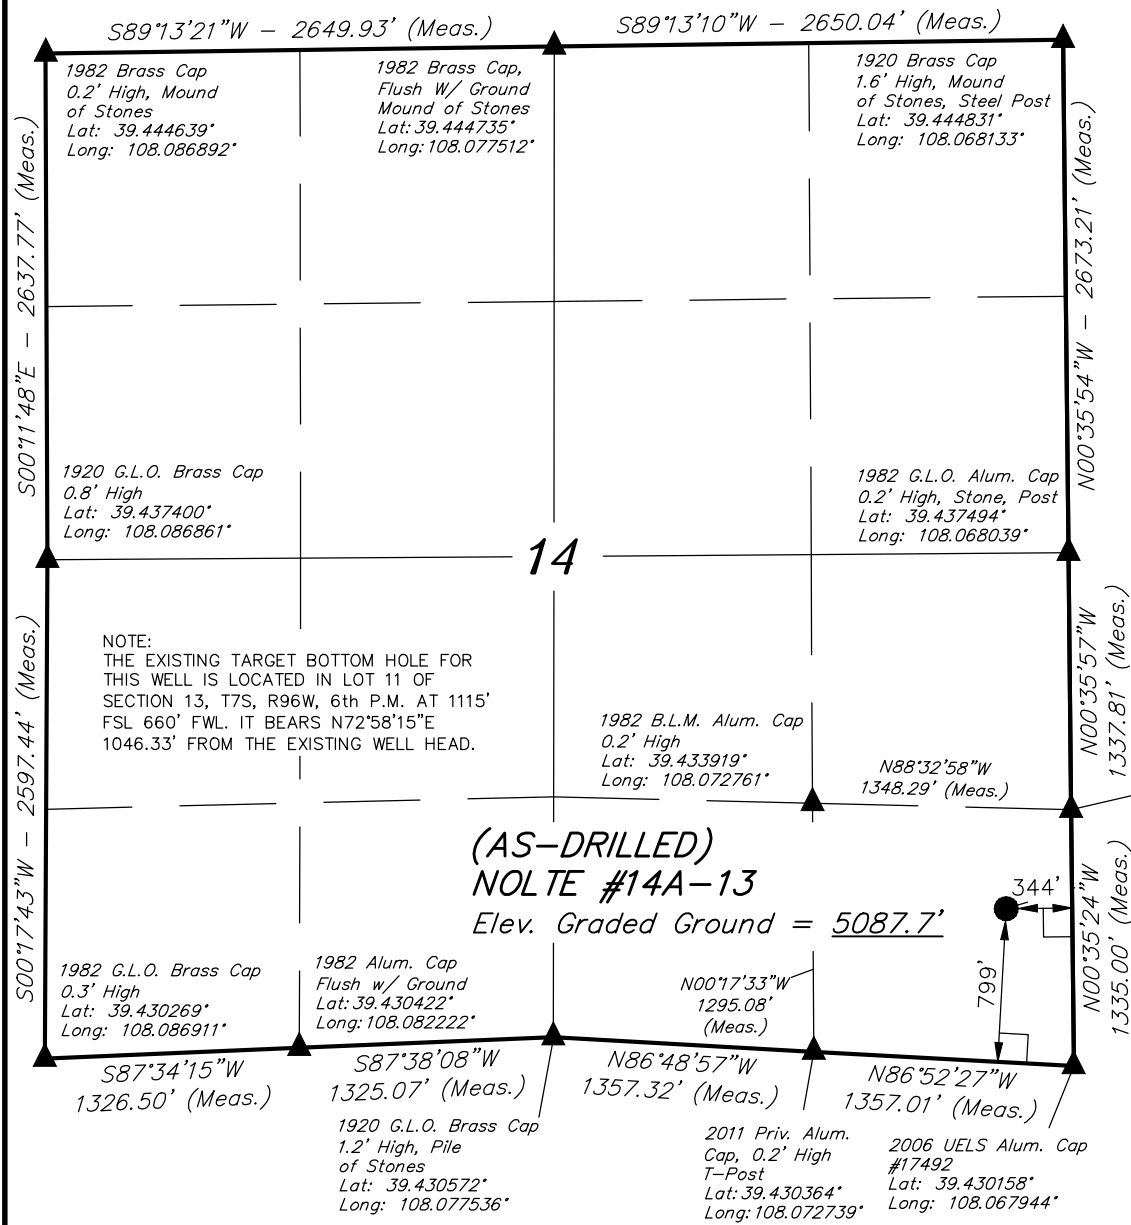 S89°13'21"W – 2649.93' (Meas.)
S89°13'10"W – 2650.04' (Meas.)
1982 Brass Cap
0.2' High, Mound
of Stones
Lat: 39.444639°
Long: 108.086892°
1982 Brass Cap,
Flush W/ Ground
Mound of Stones
Lat: 39.444735°
Long: 108.077512°
1920 Brass Cap
1.6' High, Mound
of Stones, Steel Post
Lat: 39.444831°
Long: 108.068133°
S00°11'48"E – 2637.77' (Meas.)
N00°35'54"W – 2673.21' (Meas.)
1920 G.L.O. Brass Cap
0.8' High
Lat: 39.437400°
Long: 108.086861°
1982 G.L.O. Alum. Cap
0.2' High, Stone, Post
Lat: 39.437494°
Long: 108.068039°
14
NOTE:
THE EXISTING TARGET BOTTOM HOLE FOR
THIS WELL IS LOCATED IN LOT 11 OF
SECTION 13, T7S, R96W, 6th P.M. AT 1115'
FSL 660' FWL. IT BEARS N72°58'15"E
1046.33' FROM THE EXISTING WELL HEAD.
S00°17'43"W – 2597.44' (Meas.)
N00°35'57"W
1337.81' (Meas.)
1982 B.L.M. Alum. Cap
0.2' High
Lat: 39.433919°
Long: 108.072761°
N88°32'58"W
1348.29' (Meas.)
(AS–DRILLED)
NOLTE #14A–13
Elev. Graded Ground = 5087.7'
344'
799'
N00°35'24"W
1335.00' (Meas.)
1982 G.L.O. Brass Cap
0.3' High
Lat: 39.430269°
Long: 108.086911°
1982 Alum. Cap
Flush w/ Ground
Lat: 39.430422°
Long: 108.082222°
N00°17'33"W
1295.08'
(Meas.)
S87°34'15"W
1326.50' (Meas.)
S87°38'08"W
1325.07' (Meas.)
N86°48'57"W
1357.32' (Meas.)
N86°52'27"W
1357.01' (Meas.)
1920 G.L.O. Brass Cap
1.2' High, Pile
of Stones
Lat: 39.430572°
Long: 108.077536°
2011 Priv. Alum.
Cap, 0.2' High
T–Post
Lat: 39.430364°
Long: 108.072739°
2006 UELS Alum. Cap
#17492
Lat: 39.430158°
Long: 108.067944°